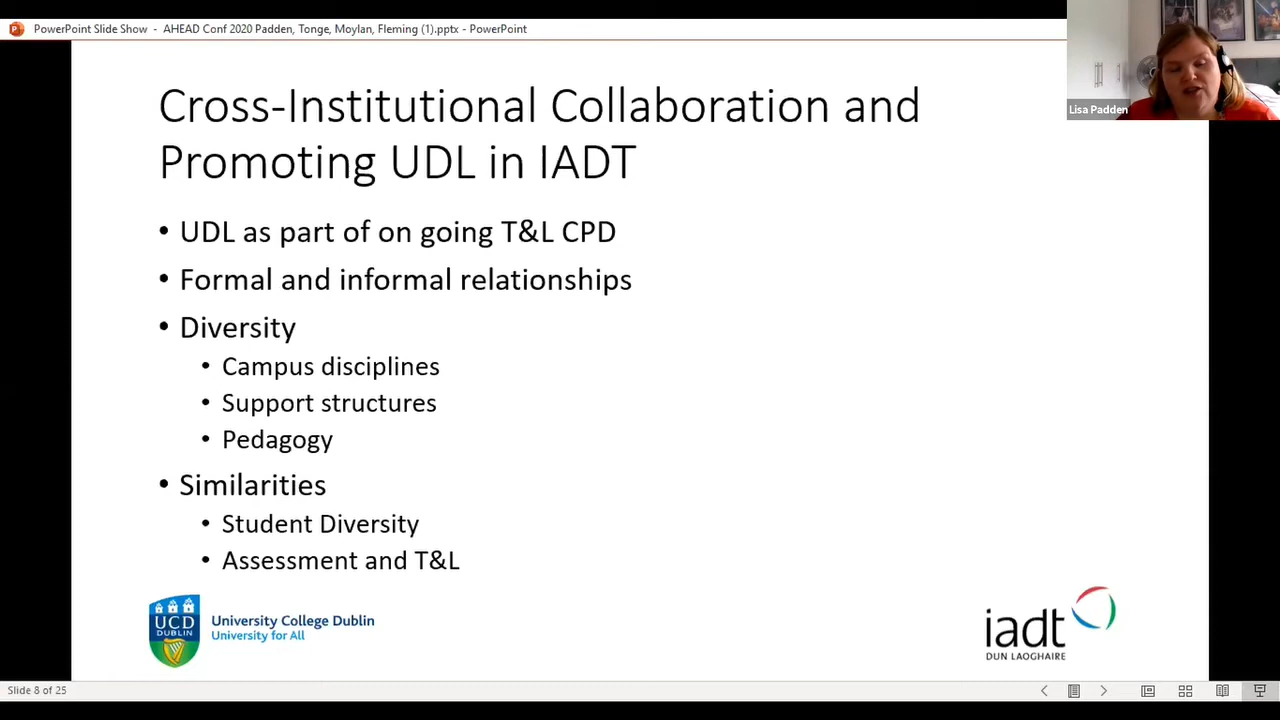 PowerPoint Slide Show - AHEAD Conf 2020 Padden, Tonge, Moylan, Fleming (1).pptx - PowerPoint
Lisa Padden
Cross-Institutional Collaboration and
Promoting UDL in IADT
• UDL as part of on going T&L CPD
• Formal and informal relationships
• Diversity
• Campus disciplines
• Support structures
• Pedagogy
• Similarities
• Student Diversity
• Assessment and T&L
UCD
DUBLIN
University College Dublin
University for All
iadt
DUN LAOGHAIRE
Slide 8 of 25